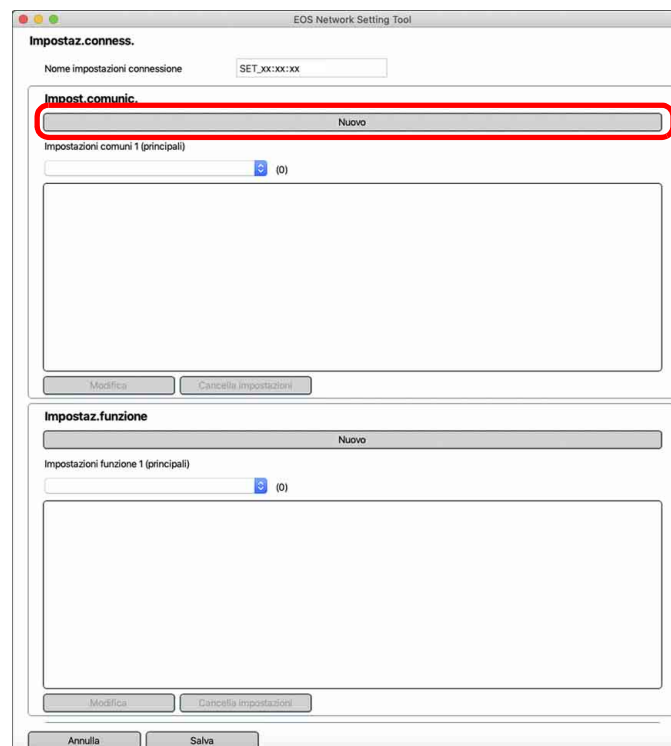 EOS Network Setting Tool
Impostaz.conness.
Nome impostazioni connessione SET_xx:xx:xx
Impost.comunic.
Nuovo
Impostazioni comuni 1 (principali)
(0)
Modifica Cancella impostazioni
Impostaz.funzione
Nuovo
Impostazioni funzione 1 (principali)
(0)
Modifica Cancella impostazioni
Annulla Salva